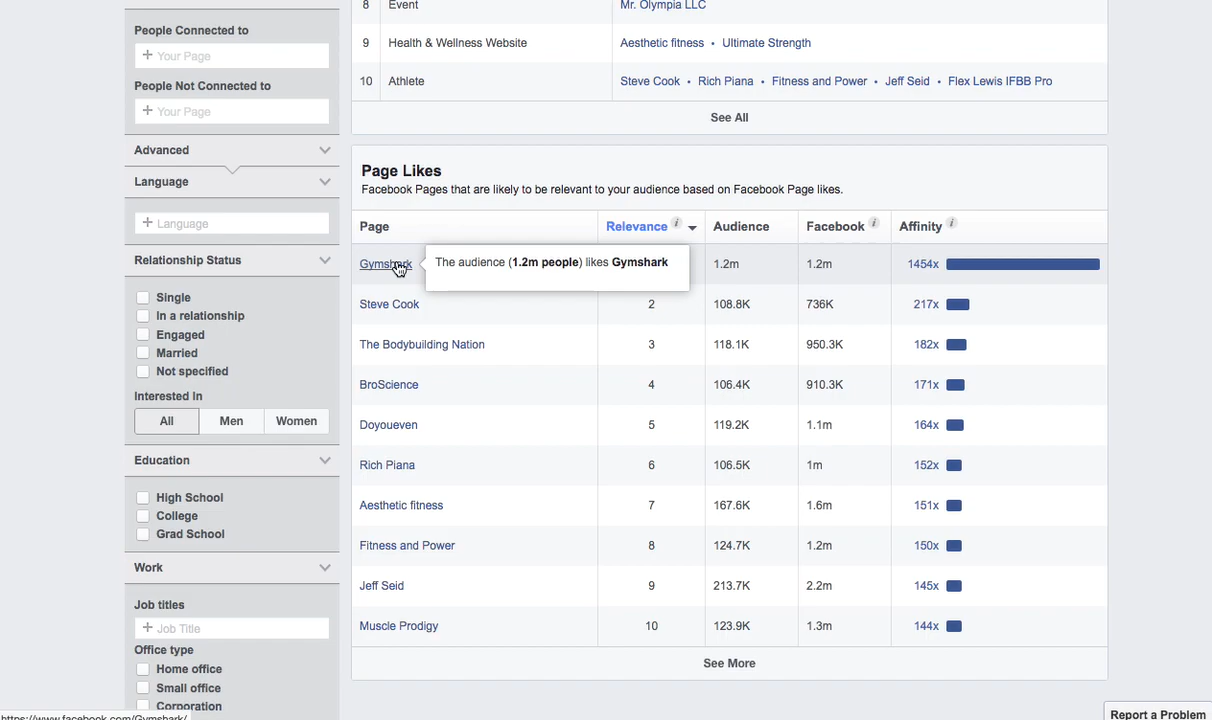 People Connected to
+ Your Page
People Not Connected to
+ Your Page
Advanced
Language
+ Language
Relationship Status
Single
In a relationship
Engaged
Married
Not specified
Interested In
All Men Women
Education
High School
College
Grad School
Work
Job titles
+ Job Title
Office type
Home office
Small office
Corporation
https://www.facebook.com/Gymshark/
8 Event Mr. Olympia LLC
9 Health & Wellness Website Aesthetic fitness • Ultimate Strength
10 Athlete Steve Cook • Rich Piana • Fitness and Power • Jeff Seid • Flex Lewis IFBB Pro
See All
Page Likes
Facebook Pages that are likely to be relevant to your audience based on Facebook Page likes.
Page Relevance i Audience Facebook i Affinity i
Gymshark The audience (1.2m people) likes Gymshark 1.2m 1.2m 1454x
Steve Cook 2 108.8K 736K 217x
The Bodybuilding Nation 3 118.1K 950.3K 182x
BroScience 4 106.4K 910.3K 171x
Doyoueven 5 119.2K 1.1m 164x
Rich Piana 6 106.5K 1m 152x
Aesthetic fitness 7 167.6K 1.6m 151x
Fitness and Power 8 124.7K 1.2m 150x
Jeff Seid 9 213.7K 2.2m 145x
Muscle Prodigy 10 123.9K 1.3m 144x
See More
Report a Problem